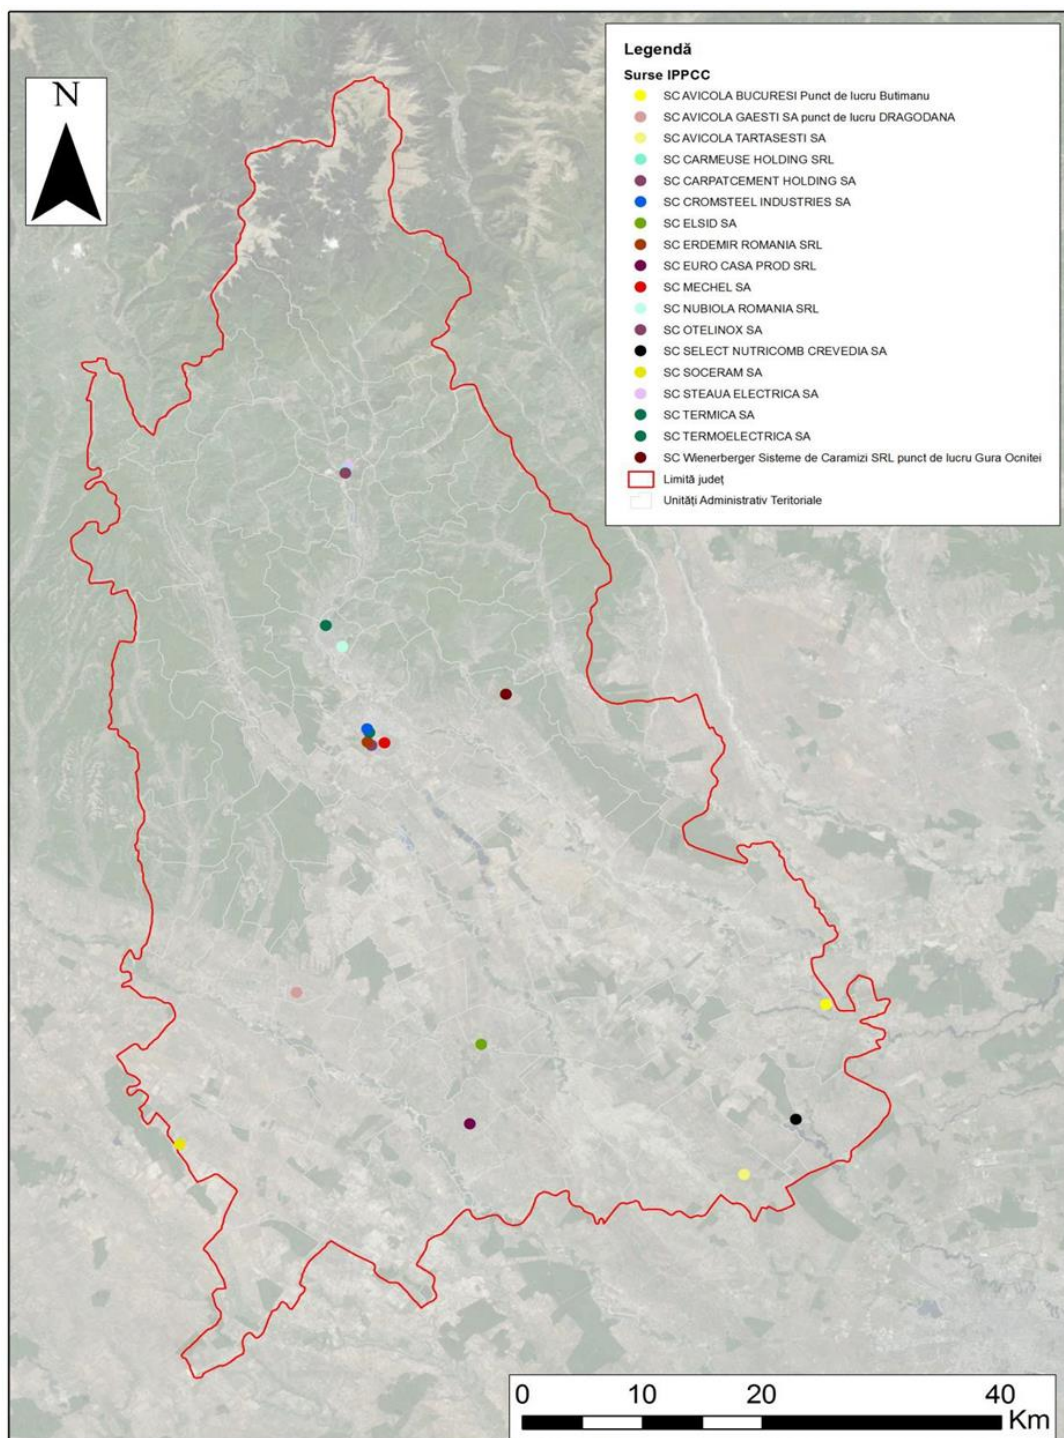 N
Legendă
Surse IPPCC
SC AVICOLA BUCURESI Punct de lucru Butimanu
SC AVICOLA GAESTI SA punct de lucru DRAGODANA
SC AVICOLA TARTASESTI SA
SC CARMEUSE HOLDING SRL
SC CARPATCEMENT HOLDING SA
SC CROMSTEEL INDUSTRIES SA
SC ELSID SA
SC ERDEMIR ROMANIA SRL
SC EURO CASA PROD SRL
SC MECHEL SA
SC NUBIOLA ROMANIA SRL
SC OTELINOX SA
SC SELECT NUTRICOMB CREVEDIA SA
SC SOCERAM SA
SC STEAUA ELECTRICA SA
SC TERMICA SA
SC TERMOELECTRICA SA
SC Wienerberger Sisteme de Caramizi SRL punct de lucru Gura Ocnitei
Limită județ
Unități Administrativ Teritoriale
0 10 20 40
Km